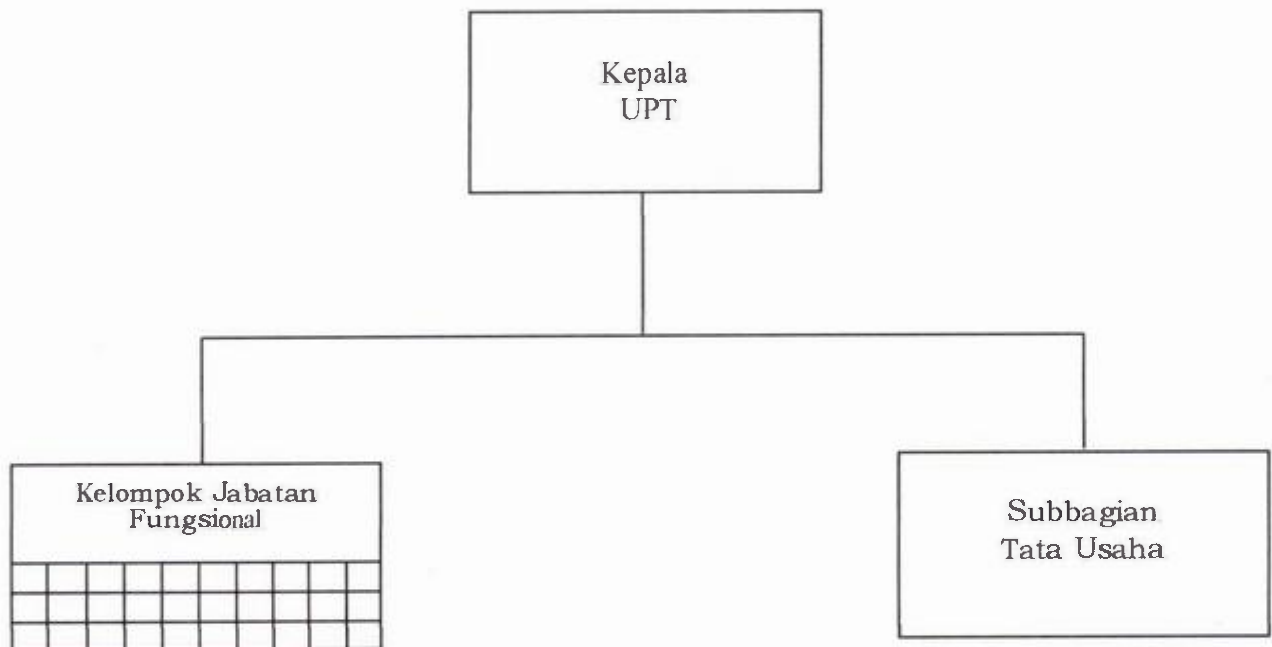 Kepala
UPT
Kelompok Jabatan
Fungsional
Subbagian
Tata Usaha